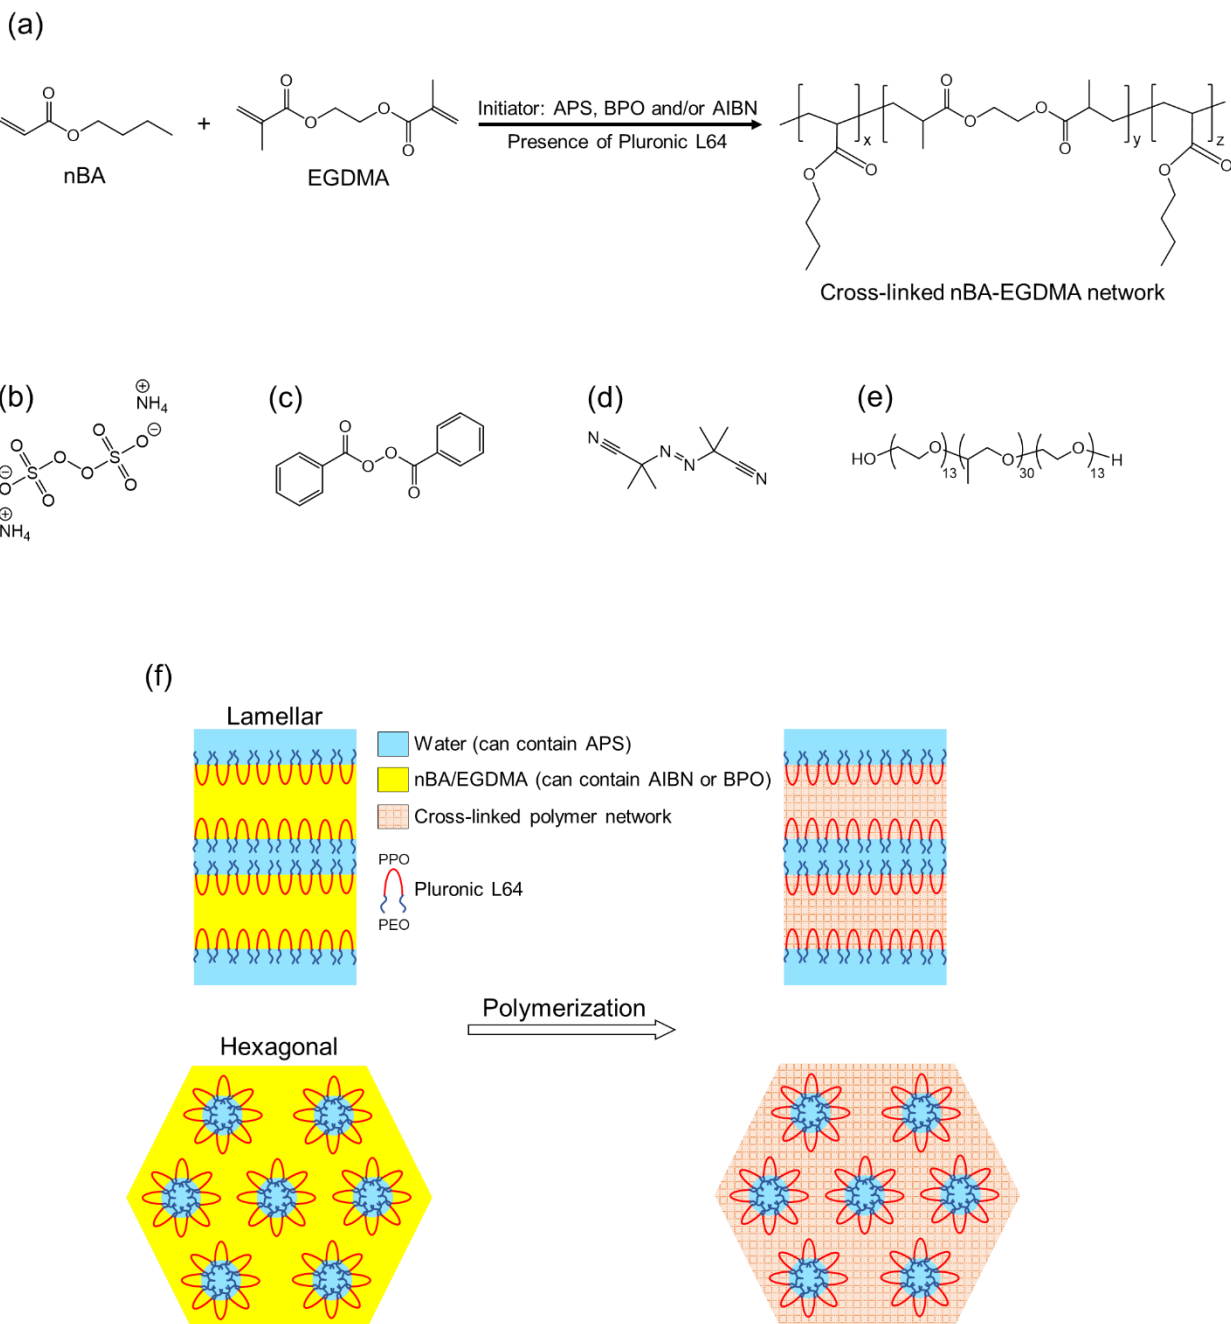 (a)
O
O
nBA
+
O
O
O
O
EGDMA
Initiator: APS, BPO and/or AIBN
Presence of Pluronic L64
x
O
O
O
O
O
O
y
z
O
O
Cross-linked nBA-EGDMA network
(b)
⊕
NH4
O
O
O
⊖
S
S
O
O
⊖
O
O
O
⊕
NH4
(c)
O
O
O
O
(d)
N
N
N
N
(e)
HO
O
13
O
30
O
13
H
(f)
Lamellar
Water (can contain APS)
nBA/EGDMA (can contain AIBN or BPO)
Cross-linked polymer network
PPO
Pluronic L64
PEO
Polymerization
Hexagonal